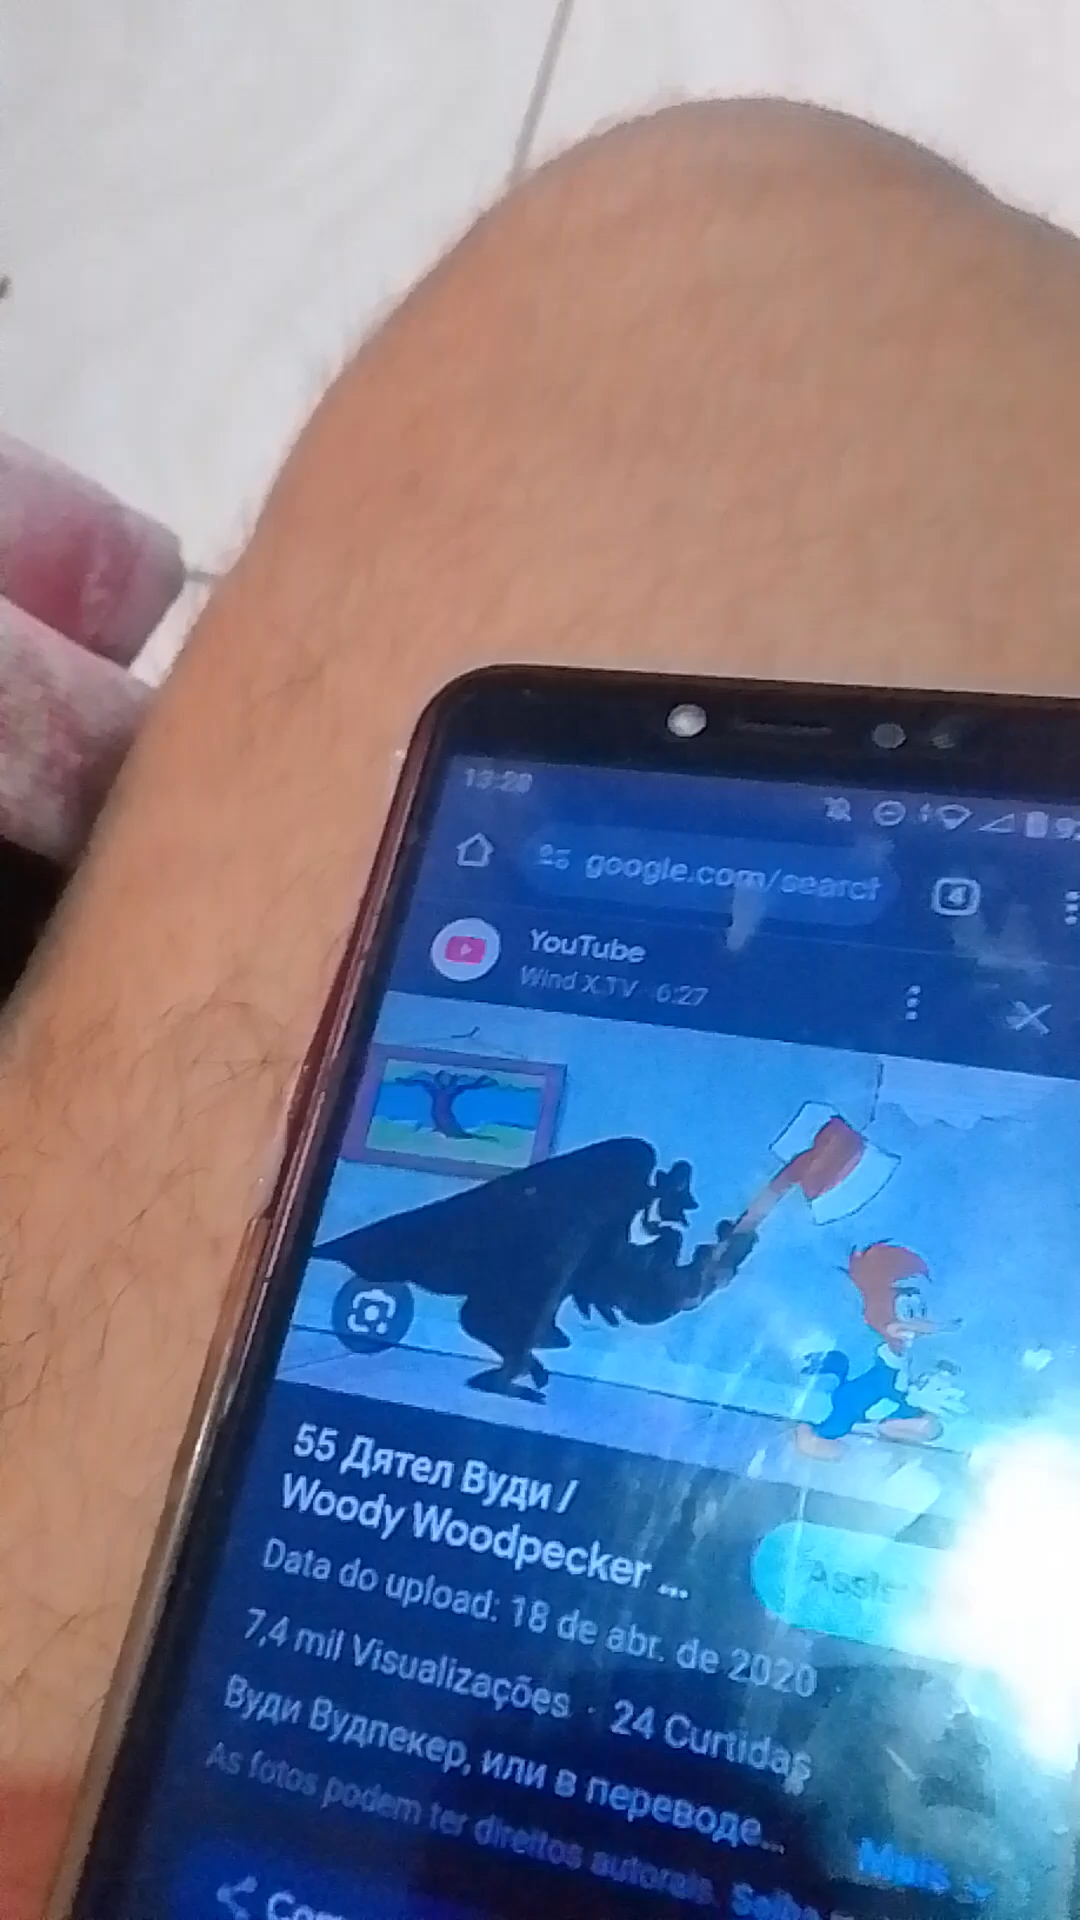 13:28
google.com/search
4
YouTube
Wind X.TV · 6:27
55 Дятел Вуди /
Woody Woodpecker ...
Data do upload: 18 de abr. de 2020
7,4 mil Visualizações · 24 Curtidas
Вуди Вудпекер, или в переводе...
Mais
As fotos podem ter direitos autorais.